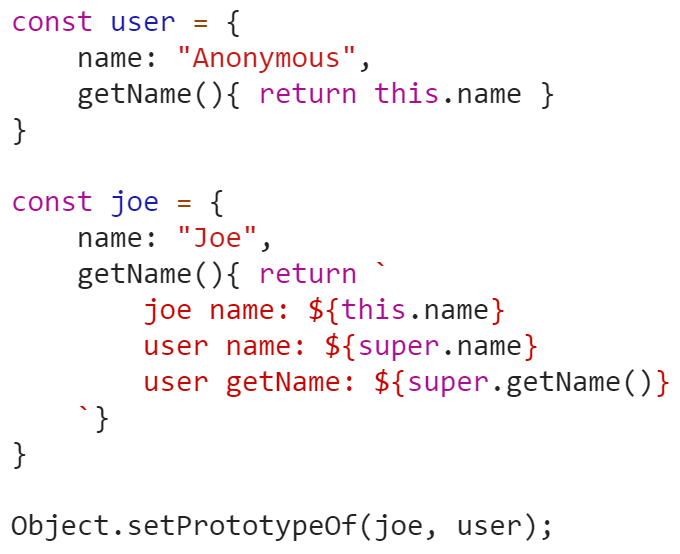 const user = {
    name: "Anonymous",
    getName(){ return this.name }
}

const joe = {
    name: "Joe",
    getName(){ return `
        joe name: ${this.name}
        user name: ${super.name}
        user getName: ${super.getName()}
    `}
}

Object.setPrototypeOf(joe, user);